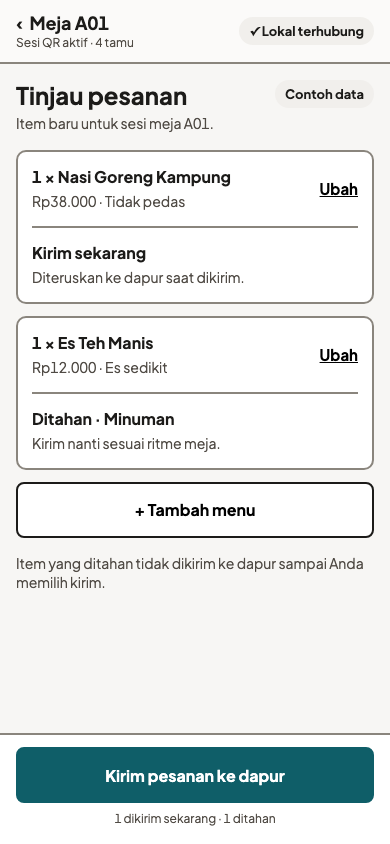 ‹ Meja A01
Sesi QR aktif · 4 tamu
✓Lokal terhubung
Tinjau pesanan
Contoh data
Item baru untuk sesi meja A01.
1 × Nasi Goreng Kampung
Rp38.000 · Tidak pedas
Ubah
Kirim sekarang
Diteruskan ke dapur saat dikirim.
1 × Es Teh Manis
Rp12.000 · Es sedikit
Ubah
Ditahan · Minuman
Kirim nanti sesuai ritme meja.
+ Tambah menu
Item yang ditahan tidak dikirim ke dapur sampai Anda
memilih kirim.
Kirim pesanan ke dapur
1 dikirim sekarang · 1 ditahan